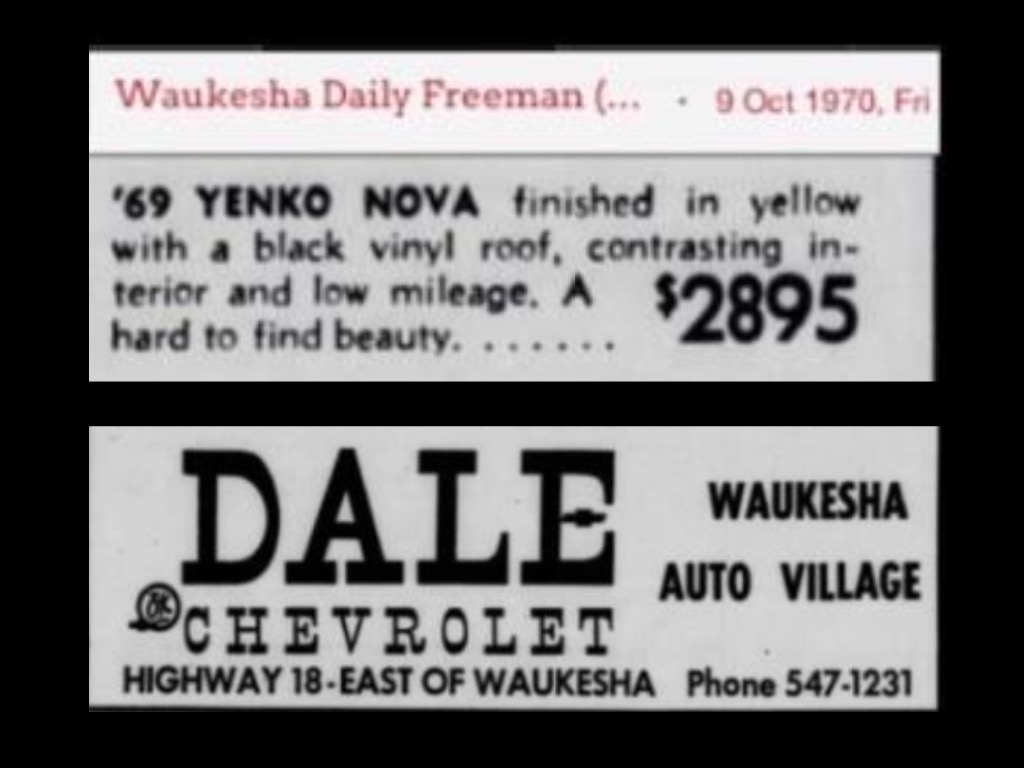 Waukesha Daily Freeman (... · 9 Oct 1970, Fri
'69 YENKO NOVA finished in yellow
with a black vinyl roof, contrasting in-
terior and low mileage. A
hard to find beauty. . . . . . . $2895
DALE
OK
CHEVROLET
WAUKESHA
AUTO VILLAGE
HIGHWAY 18-EAST OF WAUKESHA Phone 547-1231